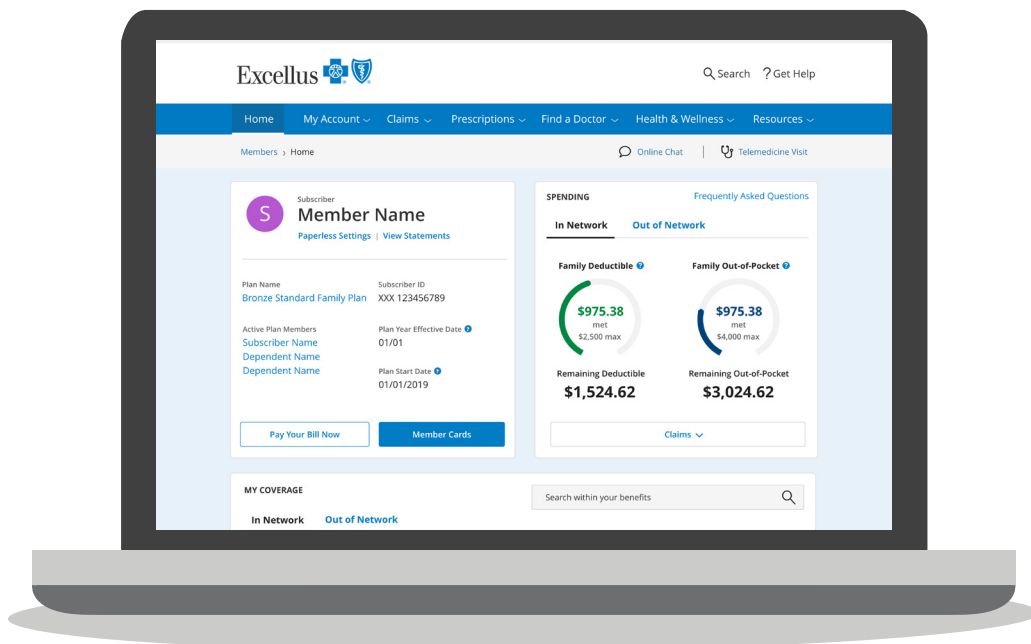 Excellus
Search
? Get Help
Home
My Account
Claims
Prescriptions
Find a Doctor
Health & Wellness
Resources
Members › Home
Online Chat
Telemedicine Visit
S
Subscriber
Member Name
Paperless Settings | View Statements
Plan Name
Bronze Standard Family Plan
Subscriber ID
XXX 123456789
Active Plan Members
Subscriber Name
Dependent Name
Dependent Name
Plan Year Effective Date ?
01/01
Plan Start Date ?
01/01/2019
Pay Your Bill Now
Member Cards
SPENDING
Frequently Asked Questions
In Network
Out of Network
Family Deductible ?
$975.38
met
$2,500 max
Remaining Deductible
$1,524.62
Family Out-of-Pocket ?
$975.38
met
$4,000 max
Remaining Out-of-Pocket
$3,024.62
Claims
MY COVERAGE
Search within your benefits
In Network
Out of Network